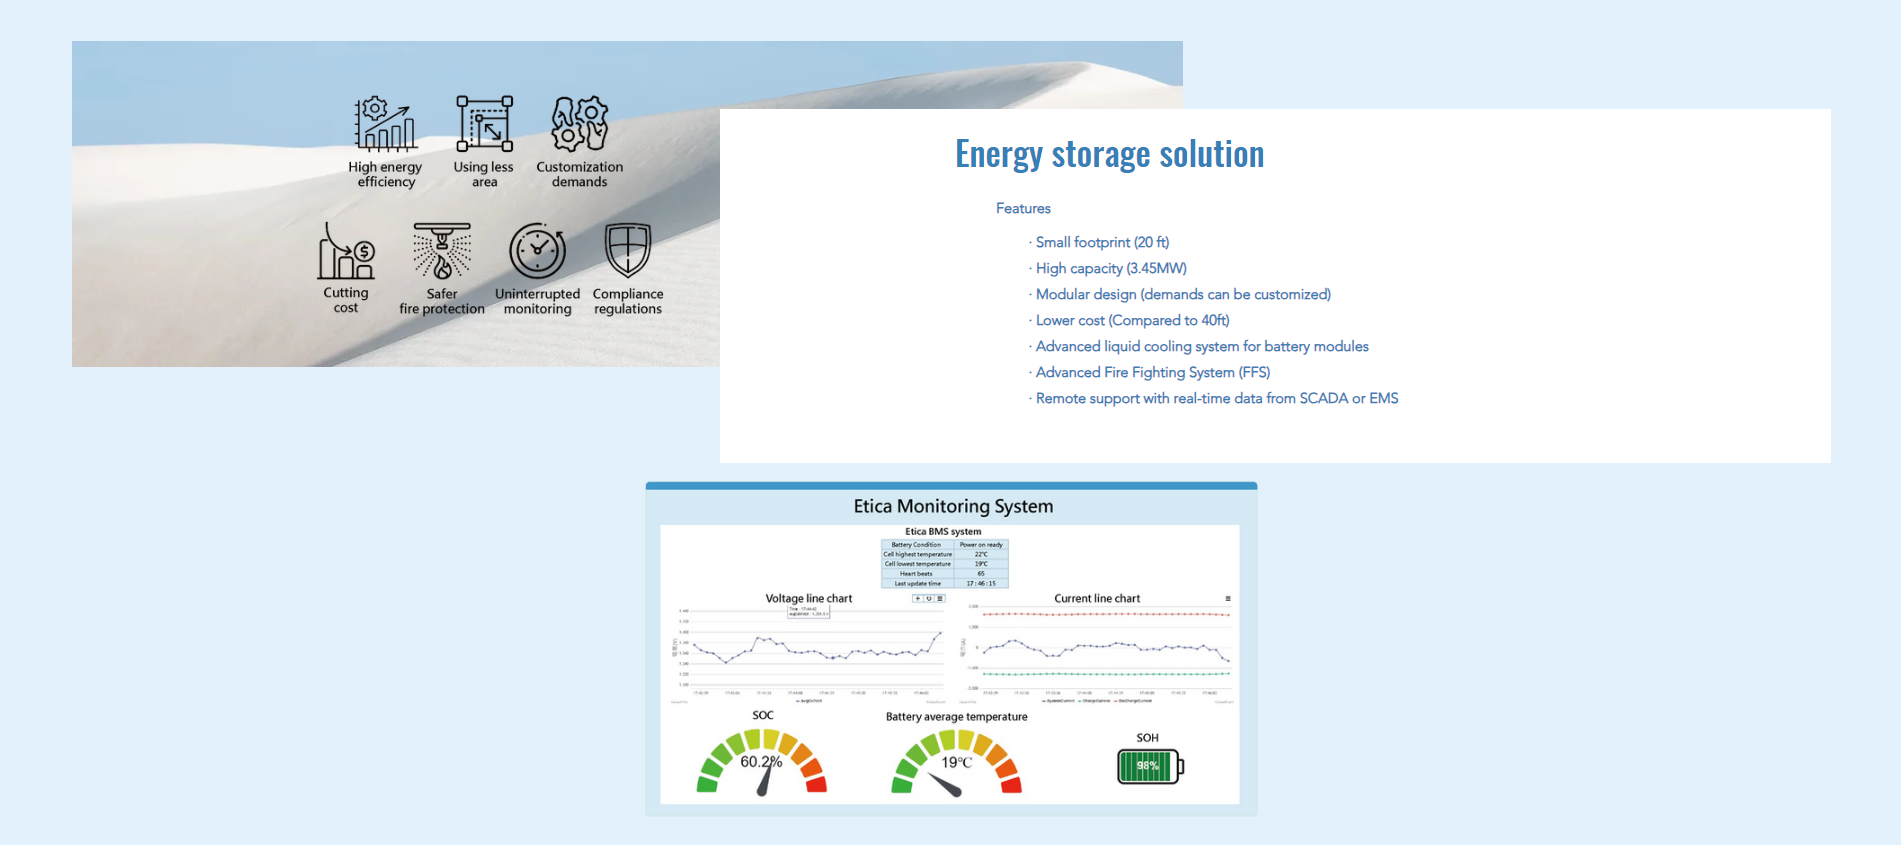 High energy
efficiency
Using less
area
Customization
demands
Cutting
cost
Safer
fire protection
Uninterrupted
monitoring
Compliance
regulations
Energy storage solution
Features
· Small footprint (20 ft)
· High capacity (3.45MW)
· Modular design (demands can be customized)
· Lower cost (Compared to 40ft)
· Advanced liquid cooling system for battery modules
· Advanced Fire Fighting System (FFS)
· Remote support with real-time data from SCADA or EMS
Etica Monitoring System
Etica BMS system
Battery Condition Power on ready
Cell highest temperature 22℃
Cell lowest temperature 19℃
Heart beats 65
Last update time 17:46:15
Voltage line chart
Current line chart
SOC
60.2%
Battery average temperature
19℃
SOH
98%